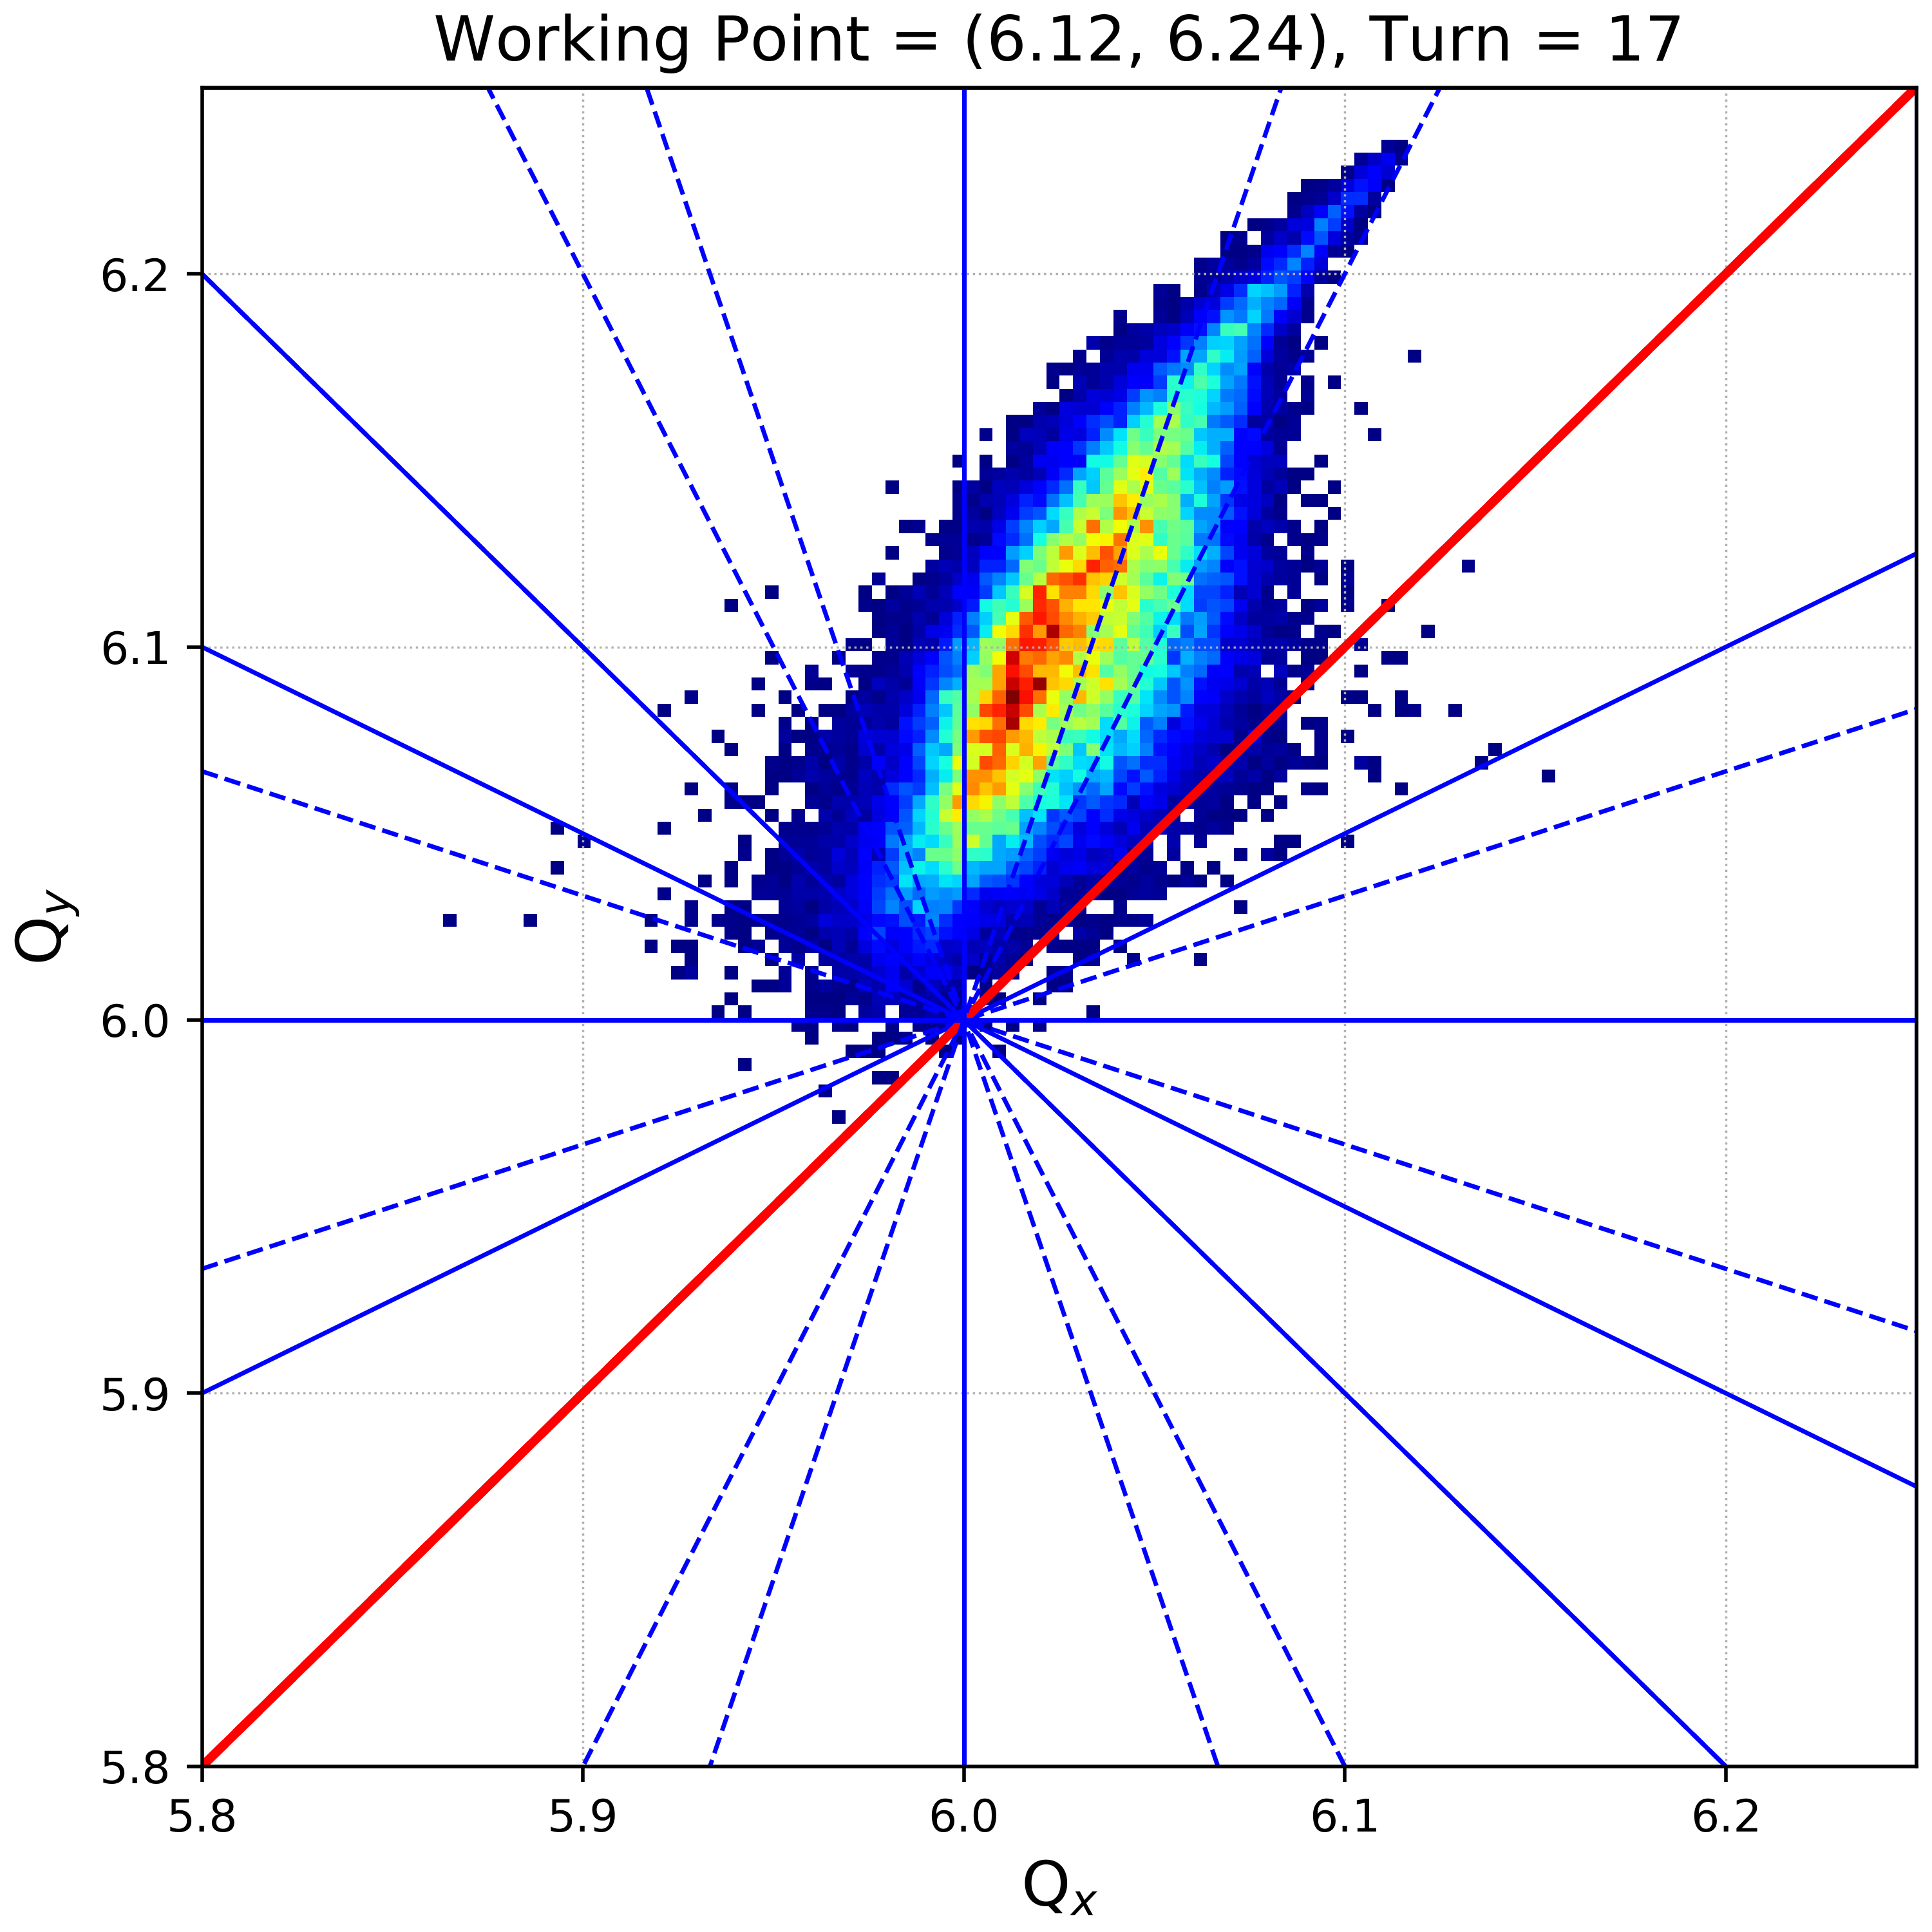 Working Point = (6.12, 6.24), Turn = 17
6.2
6.1
6.0
5.9
5.8
Qy
5.8 5.9 6.0 6.1 6.2
Qx